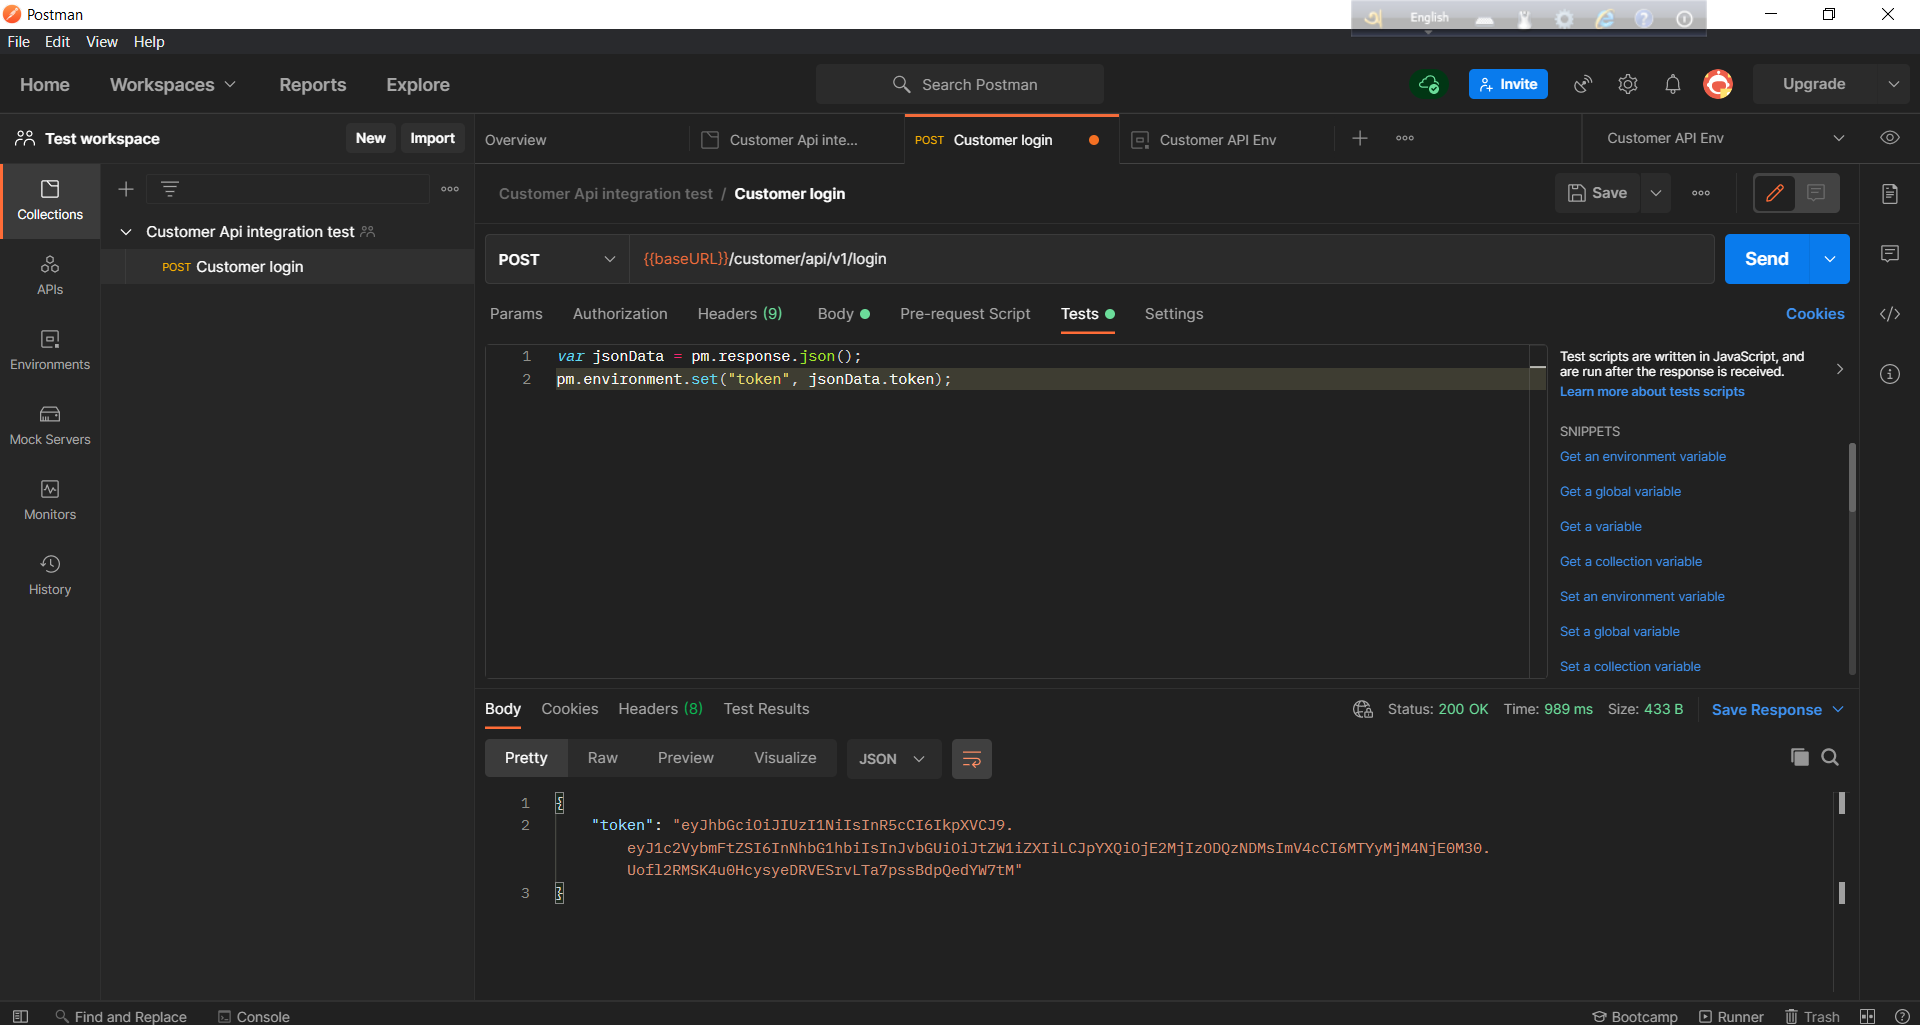 Postman
English
File Edit View Help
Home Workspaces Reports Explore
Search Postman
Invite
Upgrade
Test workspace
New Import
Overview
Customer Api inte...
POST Customer login
Customer API Env
Customer API Env
Collections
APIs
Environments
Mock Servers
Monitors
History
Customer Api integration test
POST Customer login
Customer Api integration test / Customer login
Save
POST
{{baseURL}}/customer/api/v1/login
Send
Params Authorization Headers (9) Body Pre-request Script Tests Settings
Cookies
1 var jsonData = pm.response.json();
2 pm.environment.set("token", jsonData.token);
Test scripts are written in JavaScript, and
are run after the response is received.
Learn more about tests scripts
SNIPPETS
Get an environment variable
Get a global variable
Get a variable
Get a collection variable
Set an environment variable
Set a global variable
Set a collection variable
Body Cookies Headers (8) Test Results
Status: 200 OK Time: 989 ms Size: 433 B
Save Response
Pretty Raw Preview Visualize
JSON
1 {
2 "token": "eyJhbGciOiJIUzI1NiIsInR5cCI6IkpXVCJ9.
eyJ1c2VybmFtZSI6InNhbG1hbiIsInJvbGUiOiJtZW1iZXIiLCJpYXQiOjE2MjIzODQzNDMsImV4cCI6MTYyMjM4NjE0M30.
Uofl2RMSK4u0HcysyeDRVESrvLTa7pssBdpQedYW7tM"
3 }
Find and Replace Console
Bootcamp Runner Trash